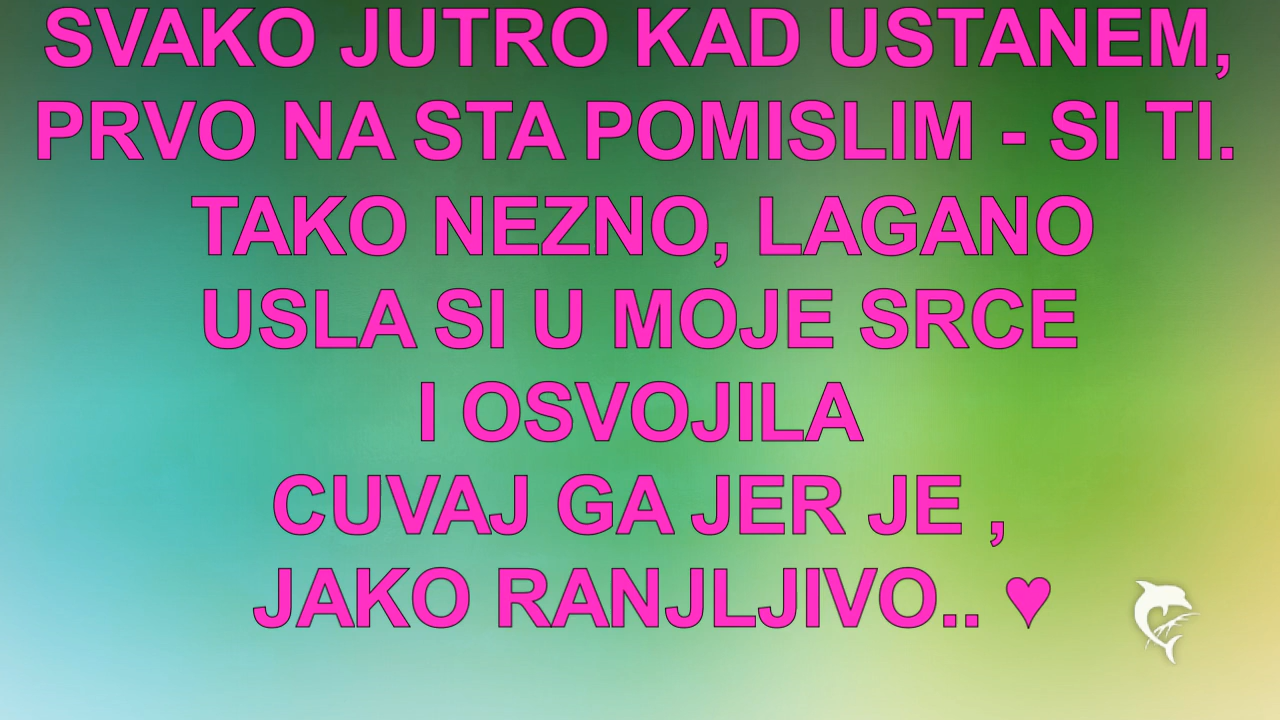 SVAKO JUTRO KAD USTANEM,
PRVO NA STA POMISLIM - SI TI.
TAKO NEZNO, LAGANO
USLA SI U MOJE SRCE
I OSVOJILA
CUVAJ GA JER JE ,
JAKO RANJLJIVO.. ♥